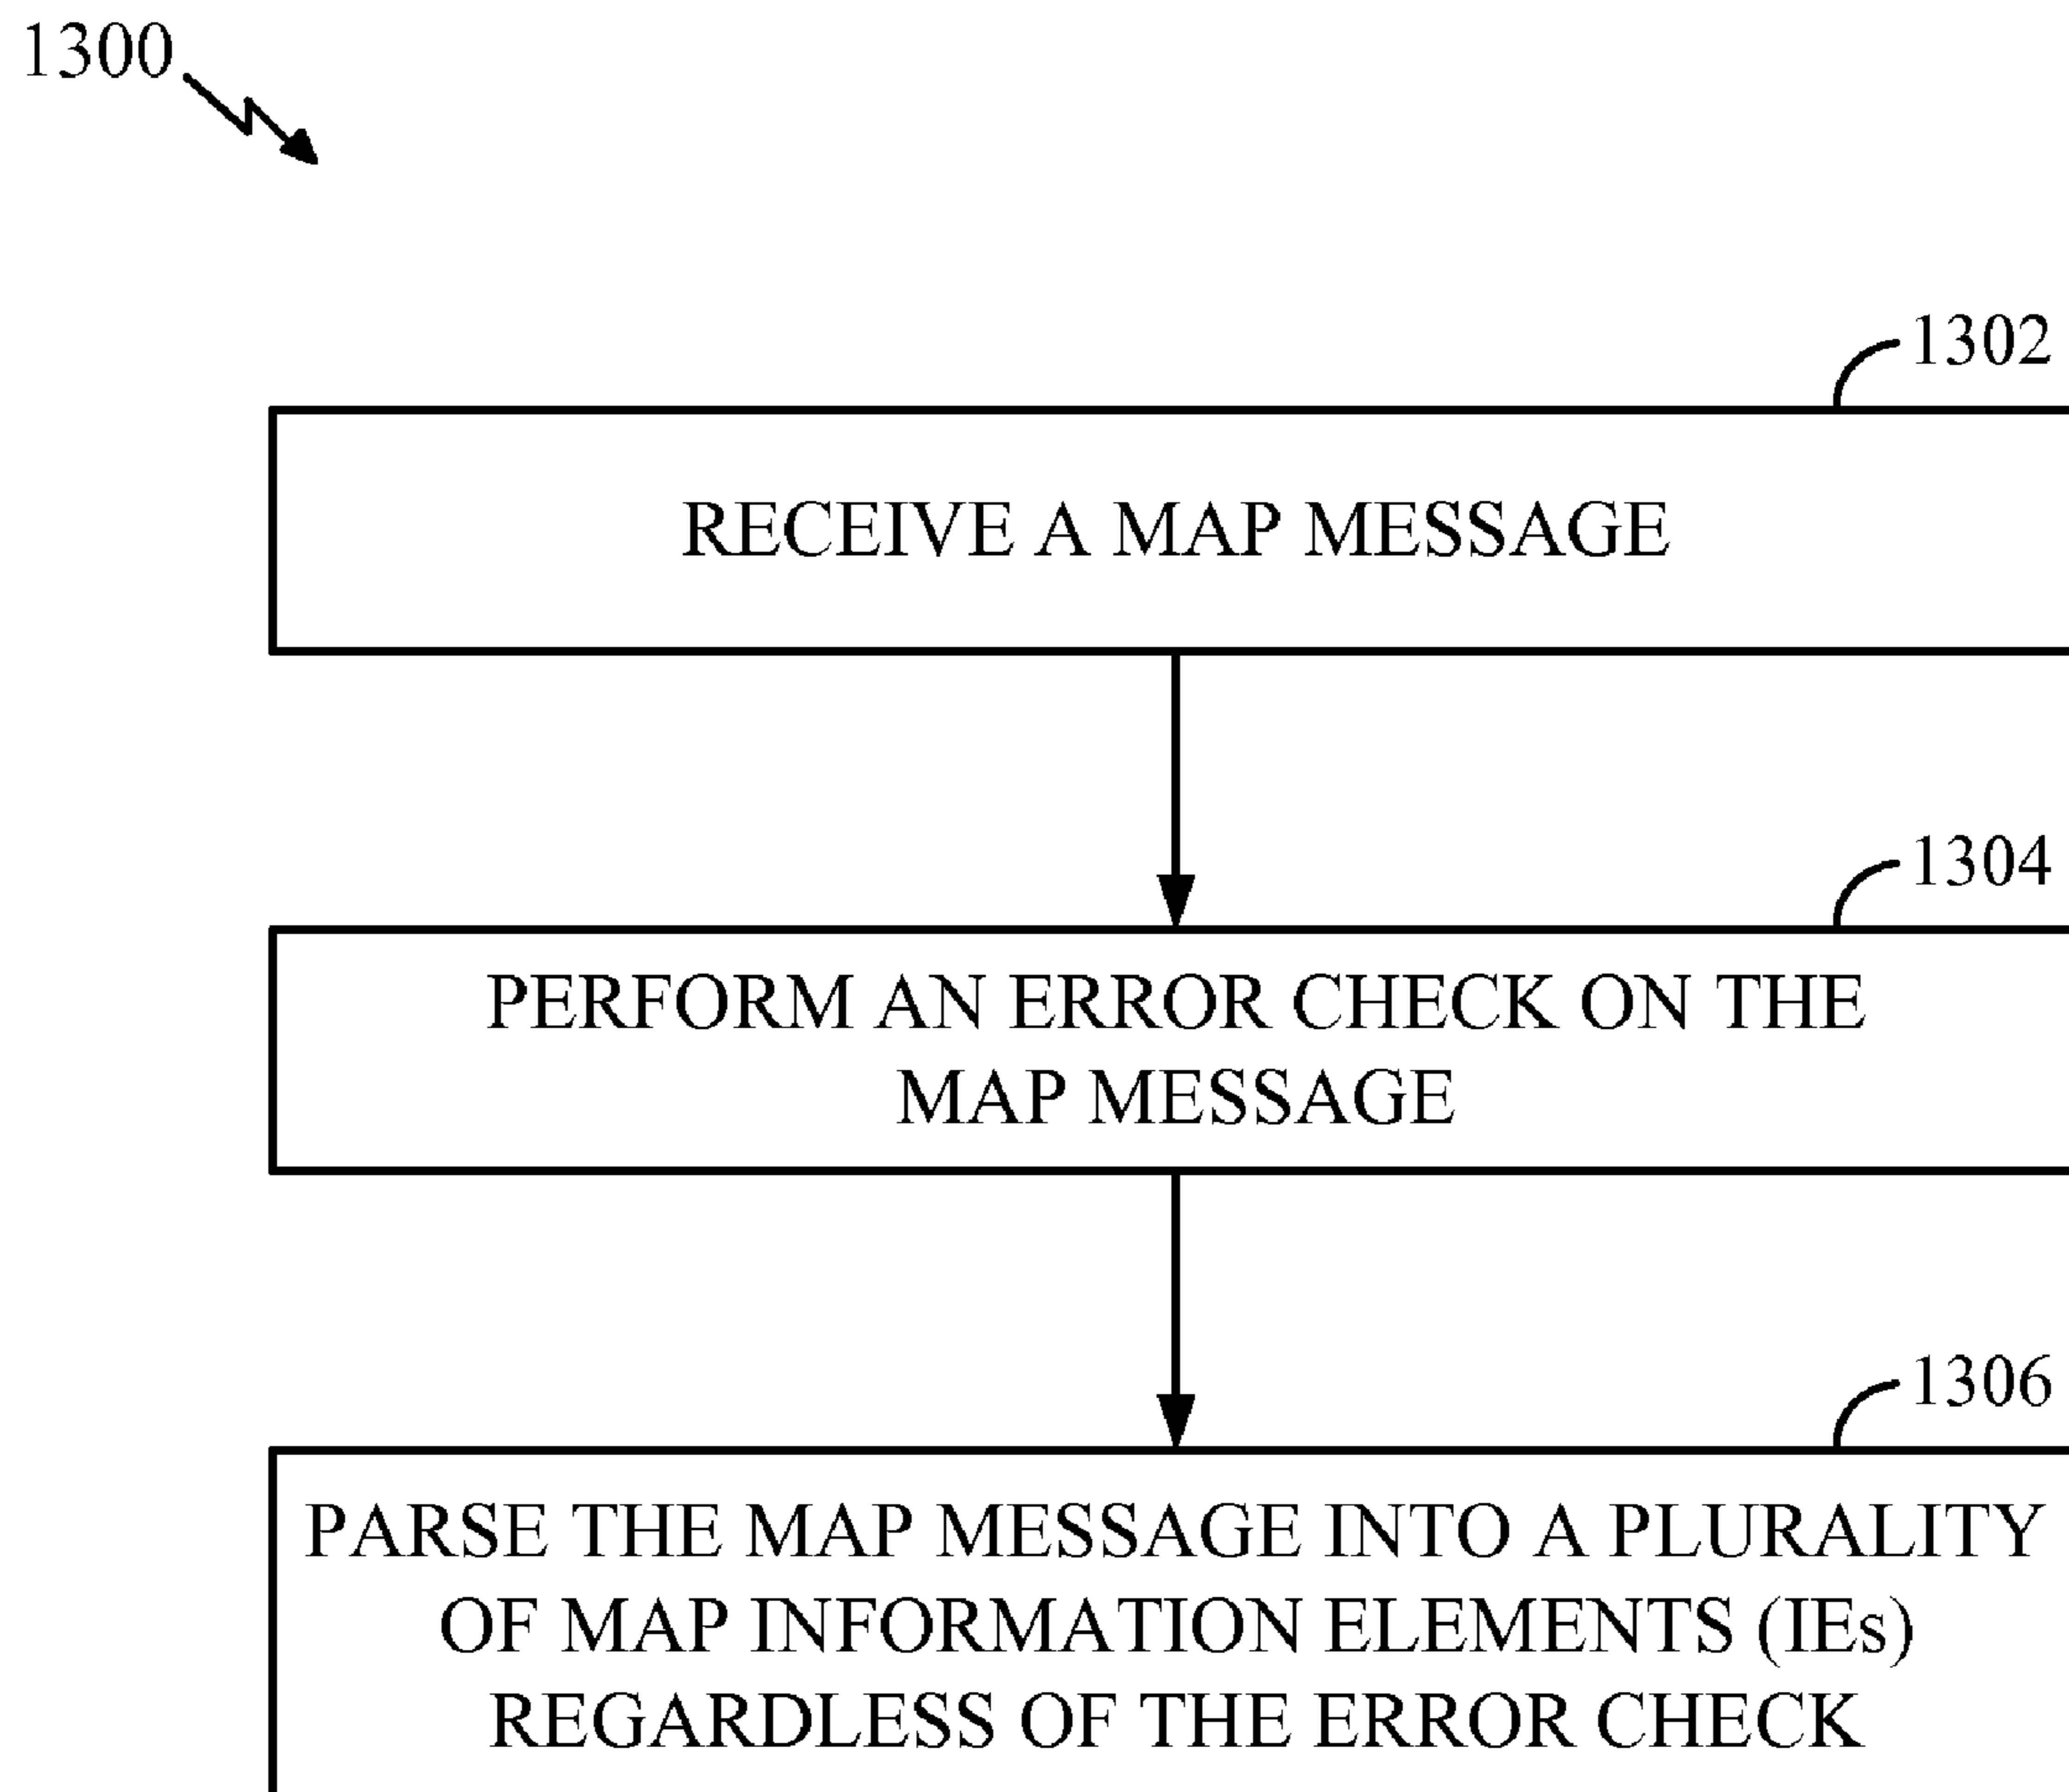 1300
1302
RECEIVE A MAP MESSAGE
1304
PERFORM AN ERROR CHECK ON THE
MAP MESSAGE
1306
PARSE THE MAP MESSAGE INTO A PLURALITY
OF MAP INFORMATION ELEMENTS (IEs)
REGARDLESS OF THE ERROR CHECK